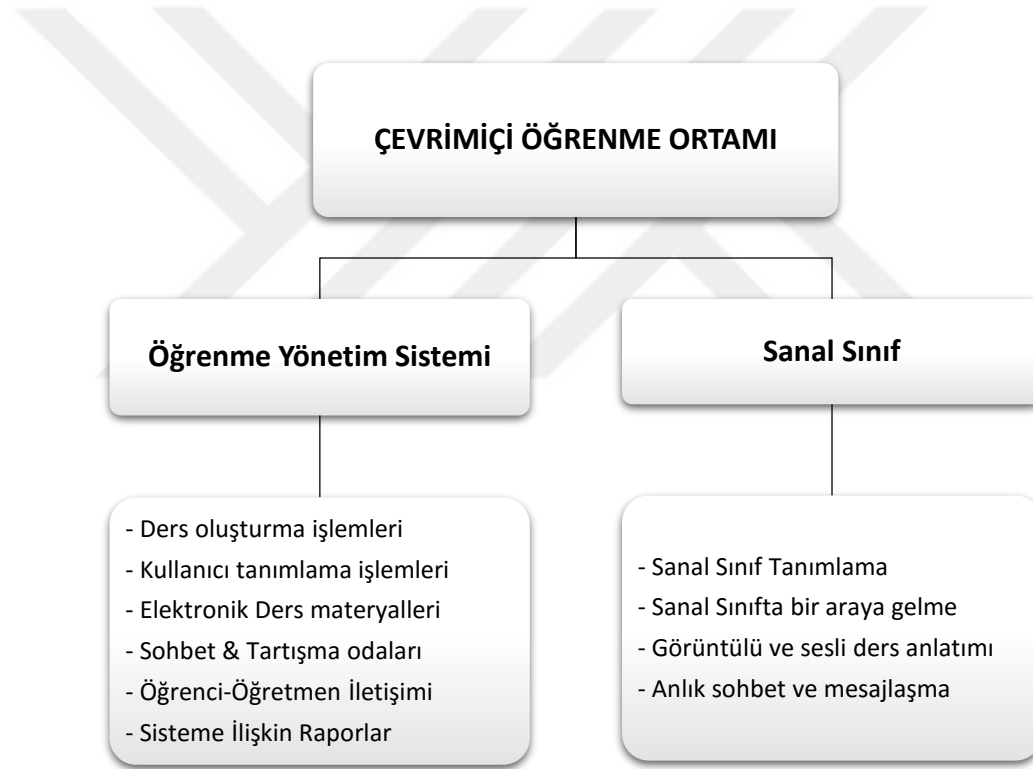 ÇEVRİMİÇİ ÖĞRENME ORTAMI
Öğrenme Yönetim Sistemi
- Ders oluşturma işlemleri
- Kullanıcı tanımlama işlemleri
- Elektronik Ders materyalleri
- Sohbet & Tartışma odaları
- Öğrenci-Öğretmen İletişimi
- Sisteme İlişkin Raporlar
Sanal Sınıf
- Sanal Sınıf Tanımlama
- Sanal Sınıfta bir araya gelme
- Görüntülü ve sesli ders anlatımı
- Anlık sohbet ve mesajlaşma